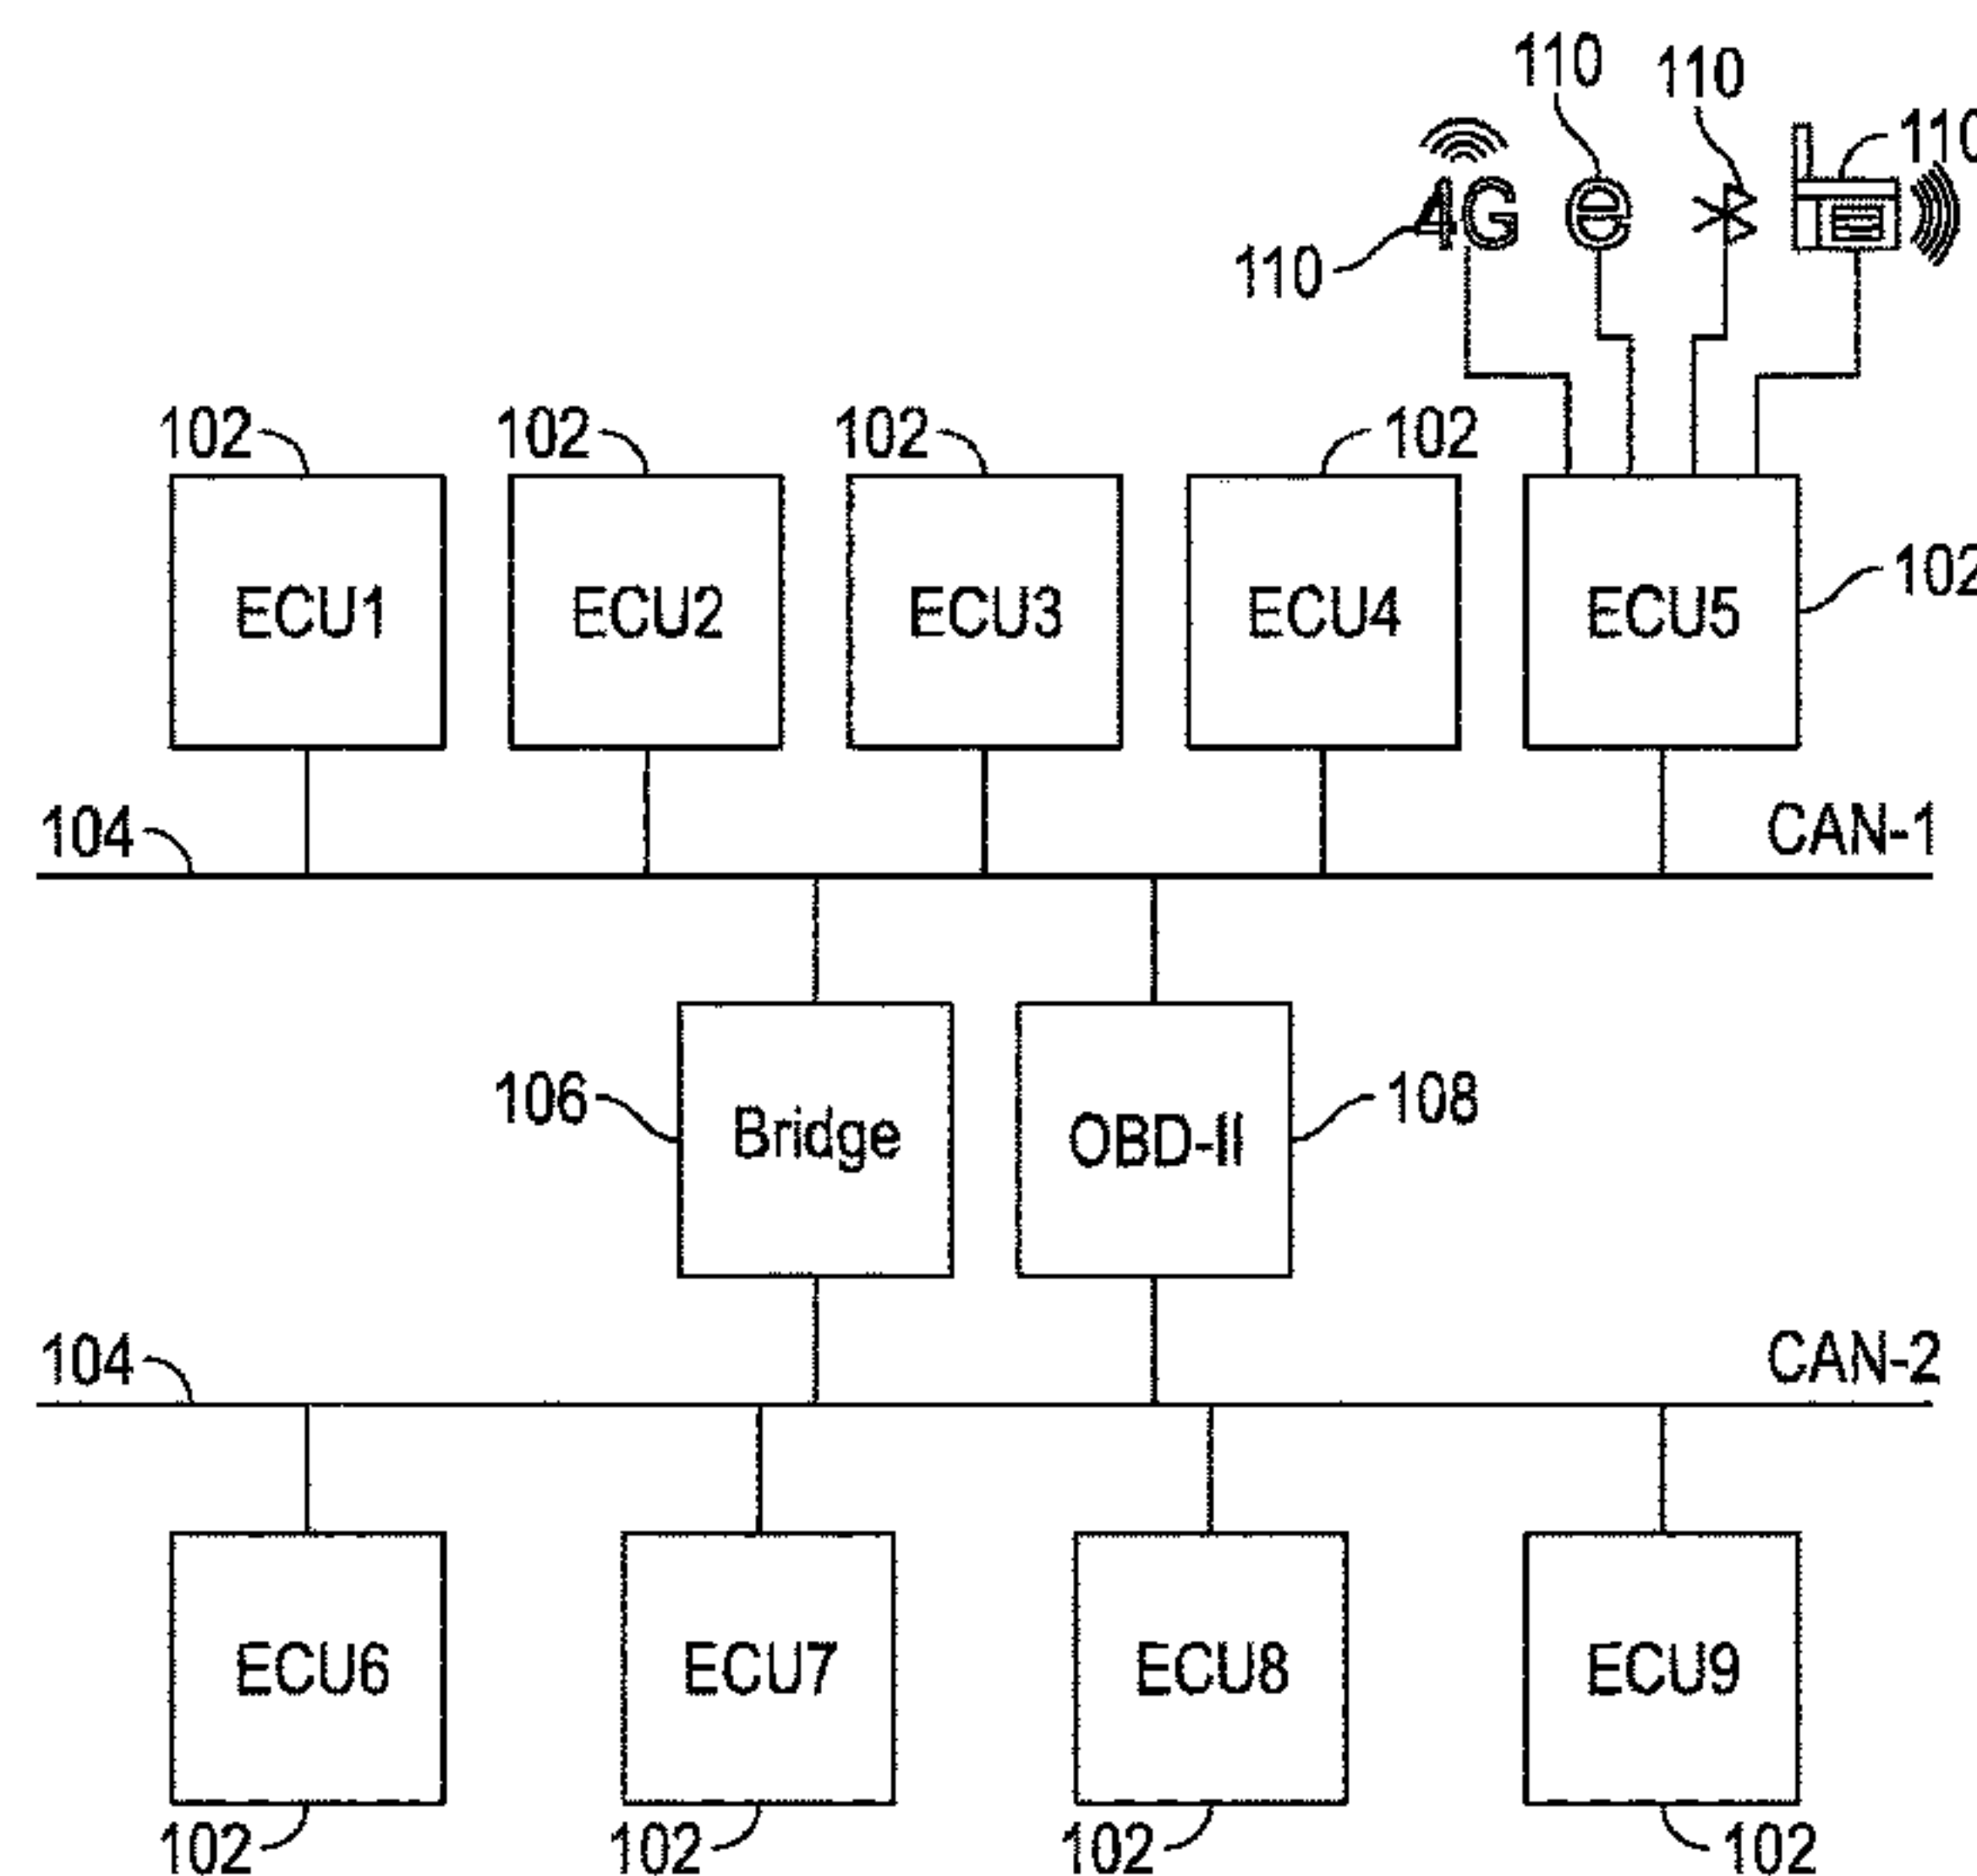 110 110
110
4G e
110
102 102 102 102
ECU1 ECU2 ECU3 ECU4 ECU5
102
104 CAN-1
106 Bridge OBD-II 108
104 CAN-2
ECU6 ECU7 ECU8 ECU9
102 102 102 102